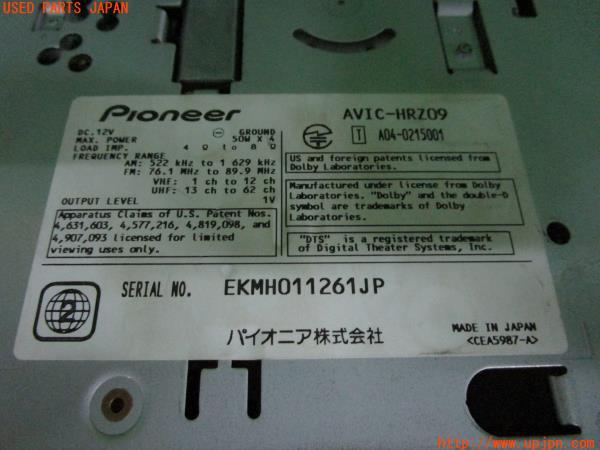 USED PARTS JAPAN
Pioneer
AVIC-HRZ09
DC.12V ⊖ GROUND
MAX. POWER 50W X 4
LOAD IMP. 4 Ω to 8 Ω
FREQUENCY RANGE
AM: 522 kHz to 1 629 kHz
FM: 76.1 MHz to 89.9 MHz
VHF: 1 ch to 12 ch
UHF: 13 ch to 62 ch
OUTPUT LEVEL 1V
T A04-0215001
US and foreign patents licensed from
Dolby Laboratories.
Manufactured under license from Dolby
Laboratories. "Dolby" and the double-D
symbol are trademarks of Dolby
Laboratories.
Apparatus Claims of U.S. Patent Nos.
4,631,603, 4,577,216, 4,819,098, and
4,907,093 licensed for limited
viewing uses only.
"DTS" is a registered trademark
of Digital Theater Systems, Inc.
2
SERIAL NO. EKMH011261JP
パイオニア株式会社
MADE IN JAPAN
<CEA5987-A>
http://www.upjpn.com/